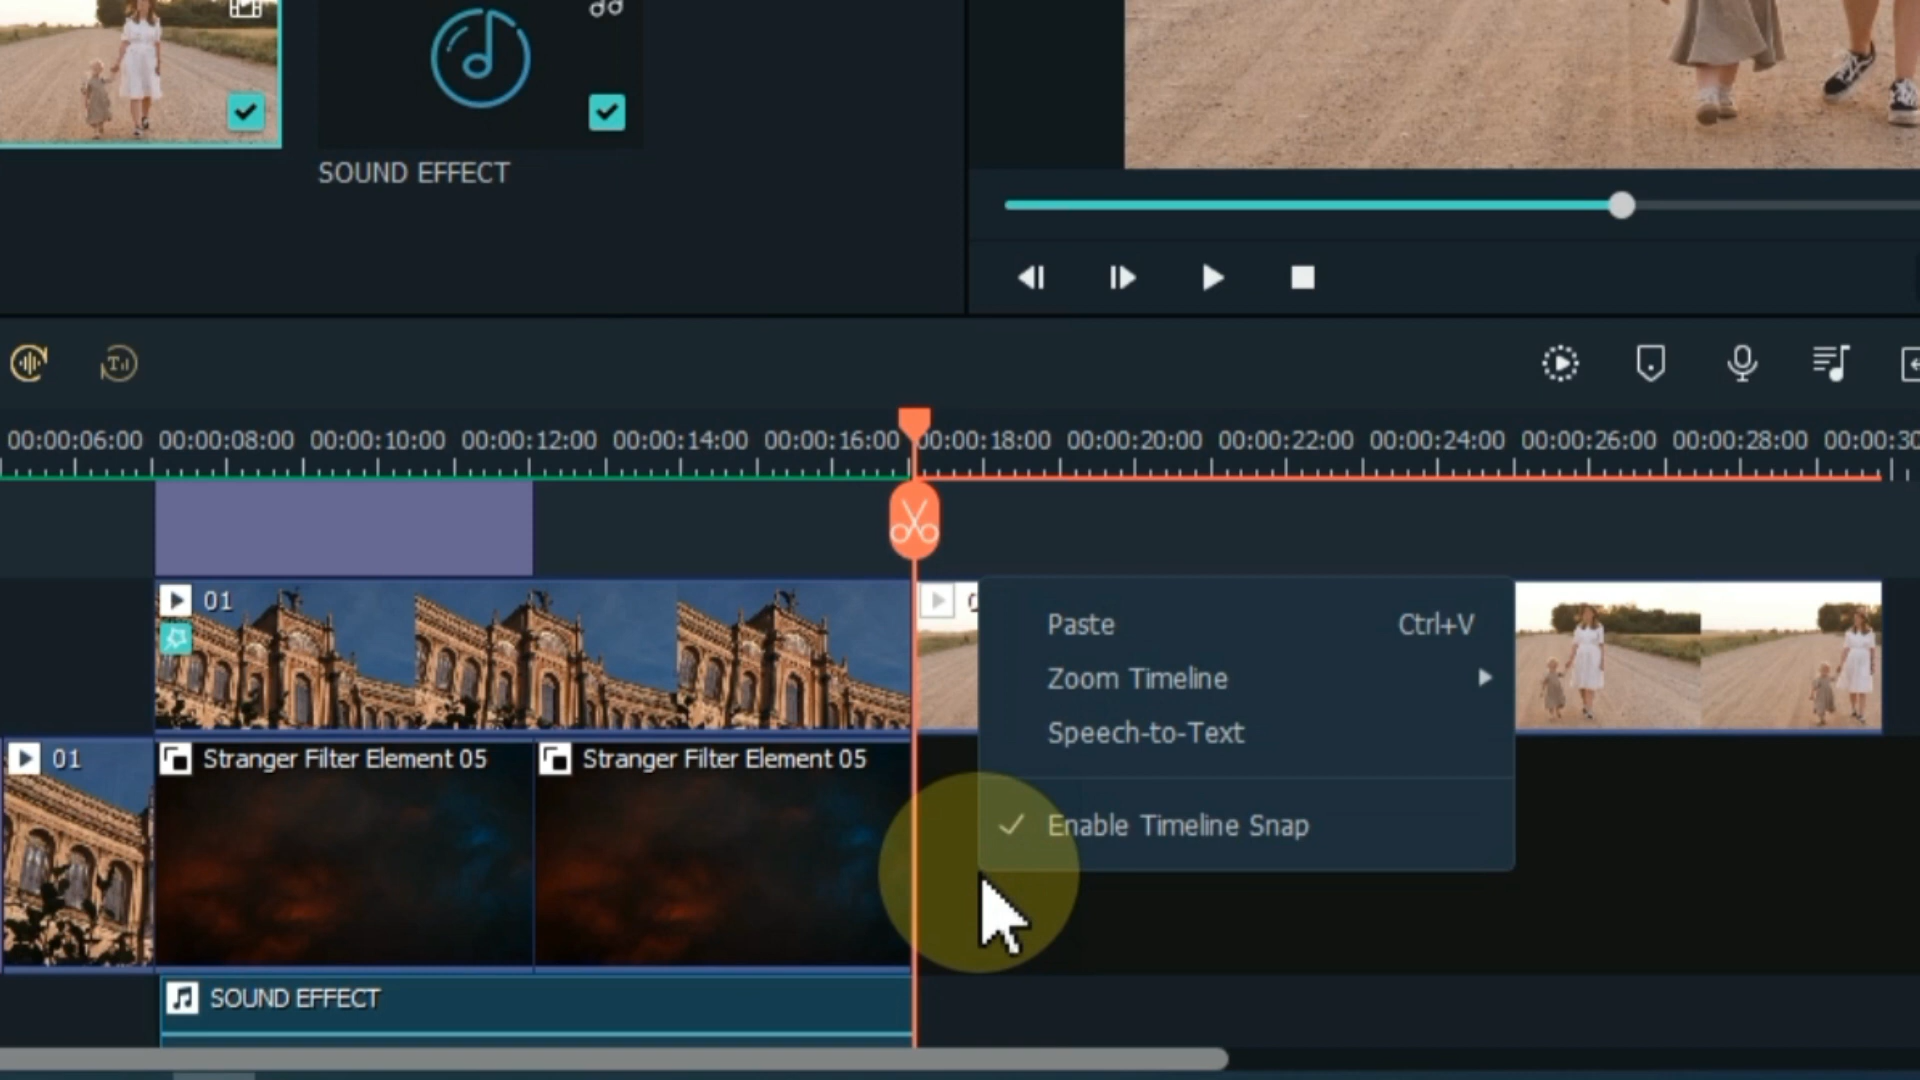 SOUND EFFECT
00:00:06:00 00:00:08:00 00:00:10:00 00:00:12:00 00:00:14:00 00:00:16:00 00:00:18:00 00:00:20:00 00:00:22:00 00:00:24:00 00:00:26:00 00:00:28:00 00:00:30
01
Paste Ctrl+V
Zoom Timeline
Speech-to-Text
Enable Timeline Snap
01
Stranger Filter Element 05
Stranger Filter Element 05
SOUND EFFECT